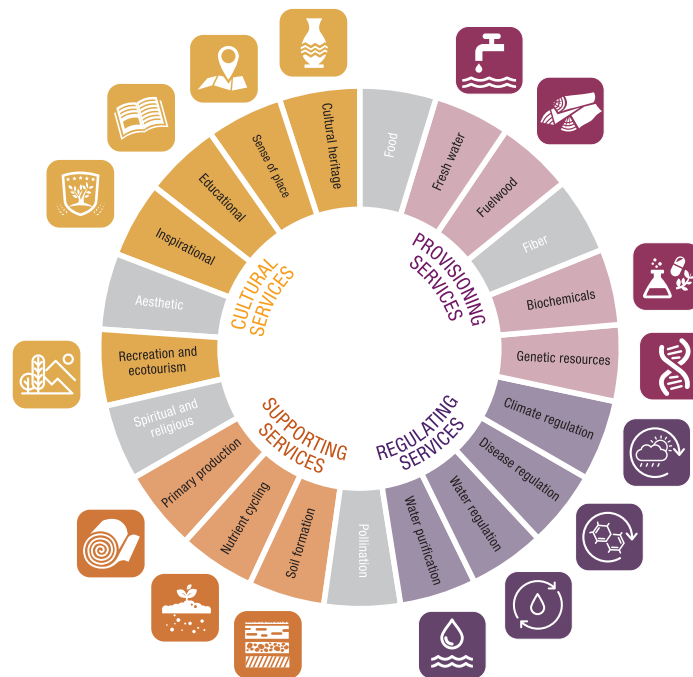 Food
Fresh water
Fuelwood
Fiber
Biochemicals
Genetic resources
Climate regulation
Disease regulation
Water regulation
Water purification
Pollination
Soil formation
Nutrient cycling
Primary production
Spiritual and
religious
Recreation and
ecotourism
Aesthetic
Inspirational
Educational
Sense of place
Cultural heritage
PROVISIONING
SERVICES
REGULATING
SERVICES
SUPPORTING
SERVICES
CULTURAL
SERVICES